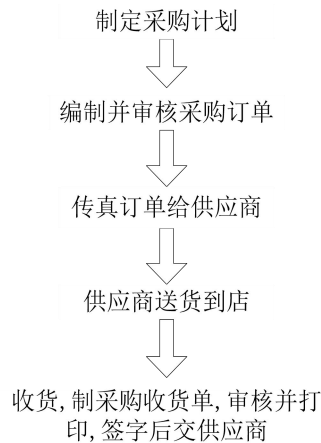 制定采购计划
编制并审核采购订单
传真订单给供应商
供应商送货到店
收货,制采购收货单,审核并打
印,签字后交供应商